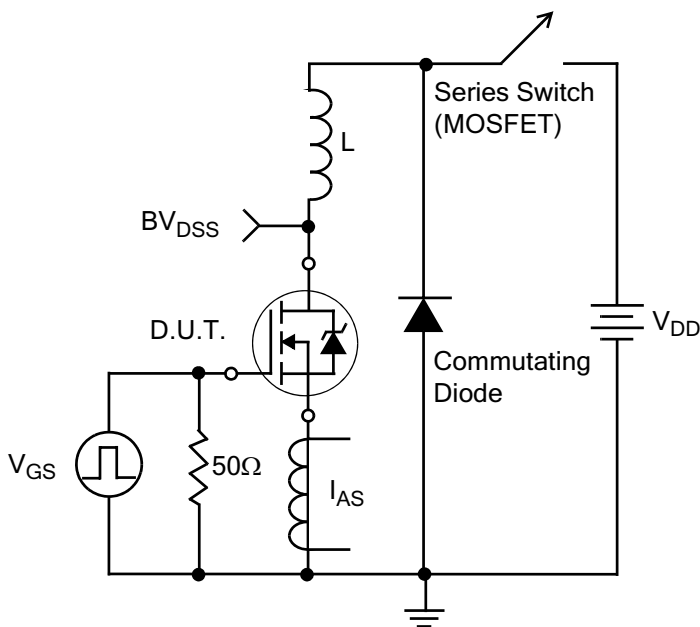 Series Switch
(MOSFET)
L
BVDSS
D.U.T.
VDD
Commutating
Diode
VGS
50Ω
IAS